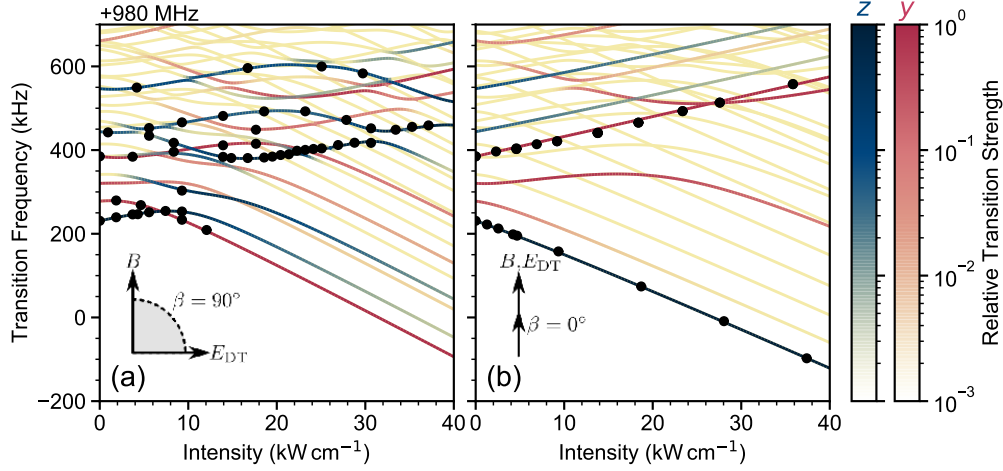 +980 MHz
z
y
Transition Frequency (kHz)
600
400
200
0
−200
B
β = 90°
E_DT
(a)
0
10
20
30
40
Intensity (kW cm⁻¹)
B, E_DT
β = 0°
(b)
0
10
20
30
40
Intensity (kW cm⁻¹)
10⁰
10⁻¹
10⁻²
10⁻³
Relative Transition Strength